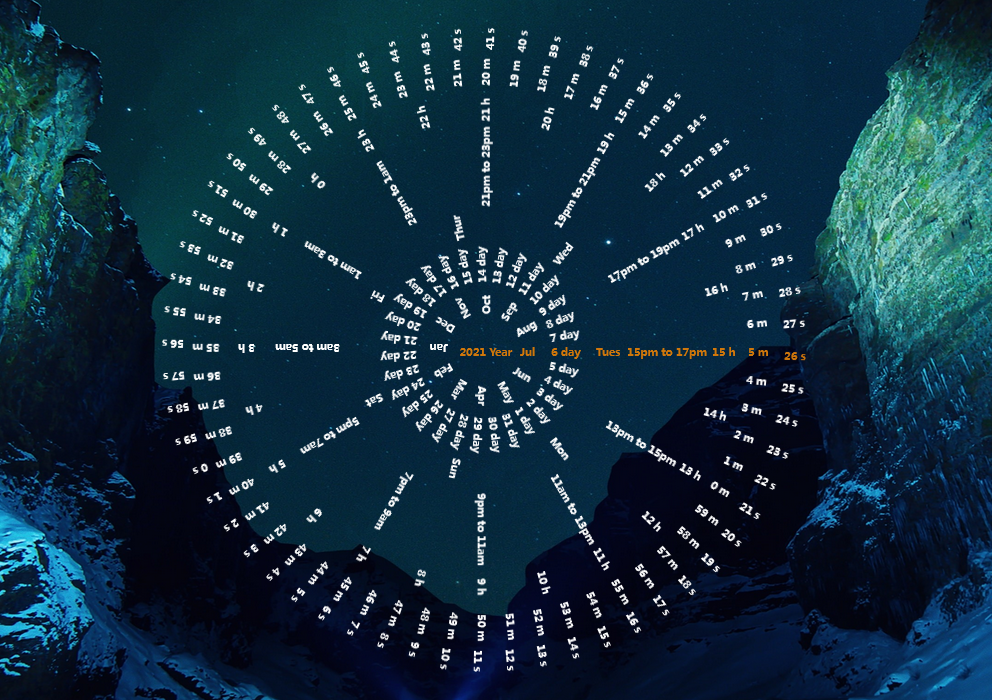 2021 Year Jul 6 day Tues 15pm to 17pm 15 h 5 m 26 s
Aug
Sep
Oct
Nov
Dec
Jan
Feb
Mar
Apr
May
Jun
7 day
8 day
9 day
10 day
11 day
12 day
13 day
14 day
15 day
16 day
17 day
18 day
19 day
20 day
21 day
22 day
23 day
24 day
25 day
26 day
27 day
28 day
29 day
30 day
31 day
1 day
2 day
3 day
4 day
5 day
Wed
Thur
Fri
Sat
Sun
Mon
17pm to 19pm
19pm to 21pm
21pm to 23pm
23pm to 1am
1am to 3am
3am to 5am
5pm to 7am
7pm to 9am
9pm to 11am
11am to 13pm
13pm to 15pm
16 h
17 h
18 h
19 h
20 h
21 h
22 h
23 h
0 h
1 h
2 h
3 h
4 h
5 h
6 h
7 h
8 h
9 h
10 h
11 h
12 h
13 h
14 h
6 m
7 m
8 m
9 m
10 m
11 m
12 m
13 m
14 m
15 m
16 m
17 m
18 m
19 m
20 m
21 m
22 m
23 m
24 m
25 m
26 m
27 m
28 m
29 m
30 m
31 m
32 m
33 m
34 m
35 m
36 m
37 m
38 m
39 m
40 m
41 m
42 m
43 m
44 m
45 m
46 m
47 m
48 m
49 m
50 m
51 m
52 m
53 m
54 m
55 m
56 m
57 m
58 m
59 m
0 m
1 m
2 m
3 m
4 m
27 s
28 s
29 s
30 s
31 s
32 s
33 s
34 s
35 s
36 s
37 s
38 s
39 s
40 s
41 s
42 s
43 s
44 s
45 s
46 s
47 s
48 s
49 s
50 s
51 s
52 s
53 s
54 s
55 s
56 s
57 s
58 s
59 s
0 s
1 s
2 s
3 s
4 s
5 s
6 s
7 s
8 s
9 s
10 s
11 s
12 s
13 s
14 s
15 s
16 s
17 s
18 s
19 s
20 s
21 s
22 s
23 s
24 s
25 s